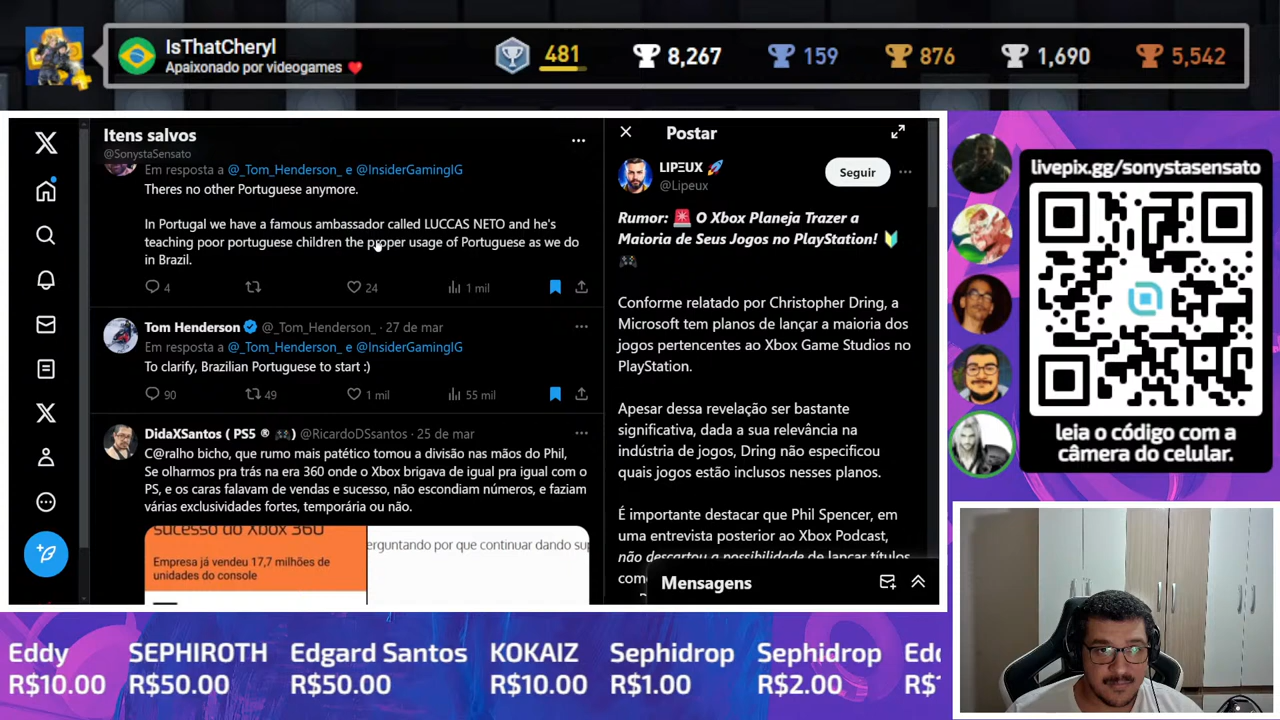 IsThatCheryl
Apaixonado por videogames ❤️
481
8,267
159
876
1,690
5,542
Itens salvos
@SonystaSensato
Em resposta a @_Tom_Henderson_ e @InsiderGamingIG
Theres no other Portuguese anymore.
In Portugal we have a famous ambassador called LUCCAS NETO and he's
teaching poor portuguese children the proper usage of Portuguese as we do
in Brazil.
4
24
1 mil
Tom Henderson @_Tom_Henderson_ · 27 de mar
Em resposta a @_Tom_Henderson_ e @InsiderGamingIG
To clarify, Brazilian Portuguese to start :)
90
49
1 mil
55 mil
DidaXSantos ( PS5 ® 🎮) @RicardoDSsantos · 25 de mar
C@ralho bicho, que rumo mais patético tomou a divisão nas mãos do Phil,
Se olharmos pra trás na era 360 onde o Xbox brigava de igual pra igual com o
PS, e os caras falavam de vendas e sucesso, não escondiam números, e faziam
várias exclusividades fortes, temporária ou não.
sucesso do Xbox 360
Empresa já vendeu 17,7 milhões de
unidades do console
erguntando por que continuar dando su
Postar
LIPΞUX 🚀
@Lipeux
Seguir
Rumor: 🚨 O Xbox Planeja Trazer a
Maioria de Seus Jogos no PlayStation! 🔰
🎮
Conforme relatado por Christopher Dring, a
Microsoft tem planos de lançar a maioria dos
jogos pertencentes ao Xbox Game Studios no
PlayStation.
Apesar dessa revelação ser bastante
significativa, dada a sua relevância na
indústria de jogos, Dring não especificou
quais jogos estão inclusos nesses planos.
É importante destacar que Phil Spencer, em
uma entrevista posterior ao Xbox Podcast,
não descartou a possibilidade de lançar títulos
com
Mensagens
livepix.gg/sonystasensato
leia o código com a
câmera do celular.
Eddy
R$10.00
SEPHIROTH
R$50.00
Edgard Santos
R$50.00
KOKAIZ
R$10.00
Sephidrop
R$1.00
Sephidrop
R$2.00
Edd
R$